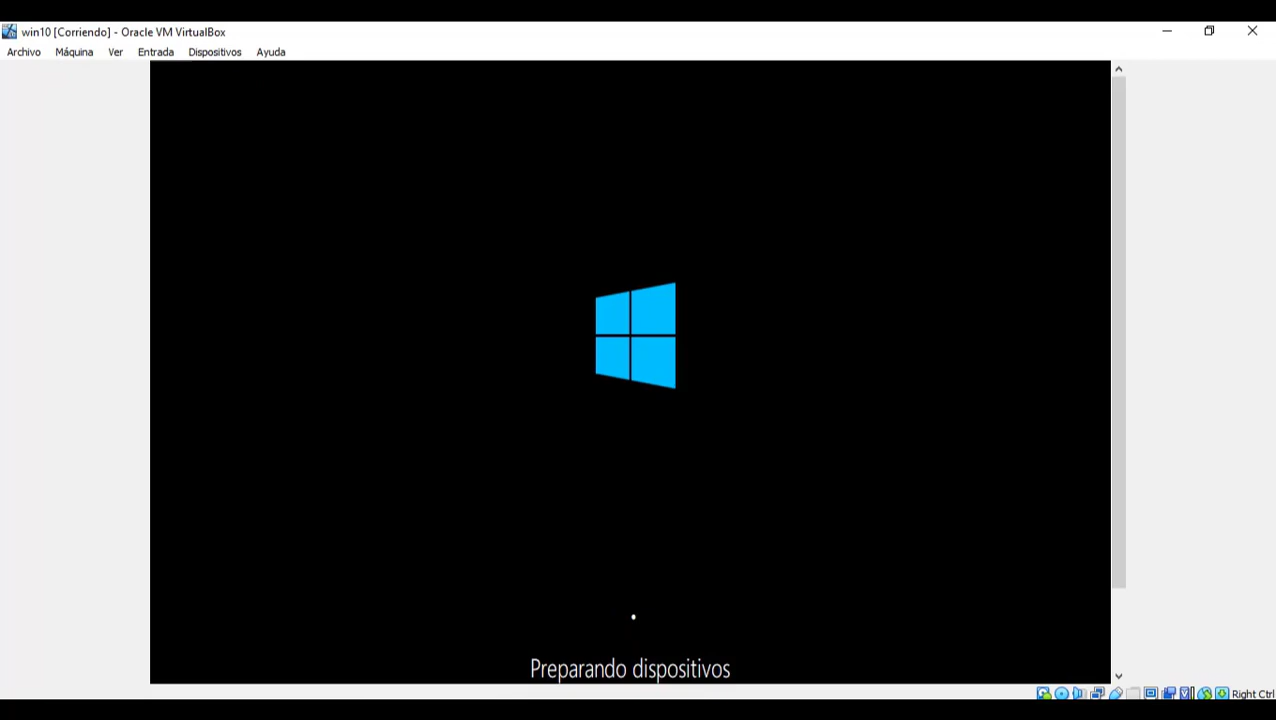 win10 [Corriendo] - Oracle VM VirtualBox
Archivo Máquina Ver Entrada Dispositivos Ayuda
Preparando dispositivos
Right Ctrl